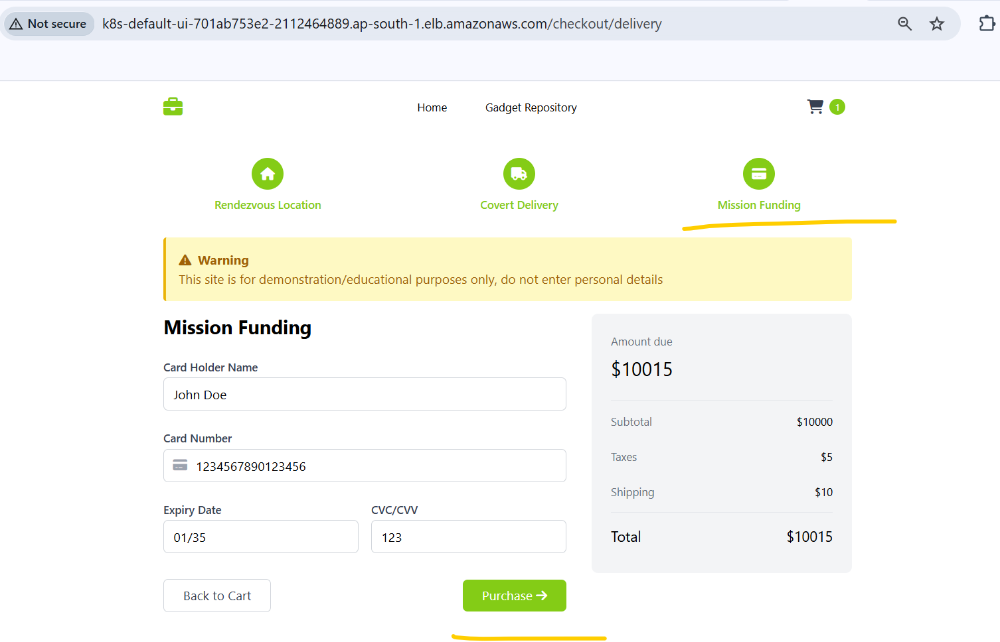 Not secure k8s-default-ui-701ab753e2-2112464889.ap-south-1.elb.amazonaws.com/checkout/delivery
Home Gadget Repository 1
Rendezvous Location Covert Delivery Mission Funding
Warning
This site is for demonstration/educational purposes only, do not enter personal details
Mission Funding
Card Holder Name
John Doe
Card Number
1234567890123456
Expiry Date CVC/CVV
01/35 123
Back to Cart Purchase
Amount due
$10015
Subtotal $10000
Taxes $5
Shipping $10
Total $10015